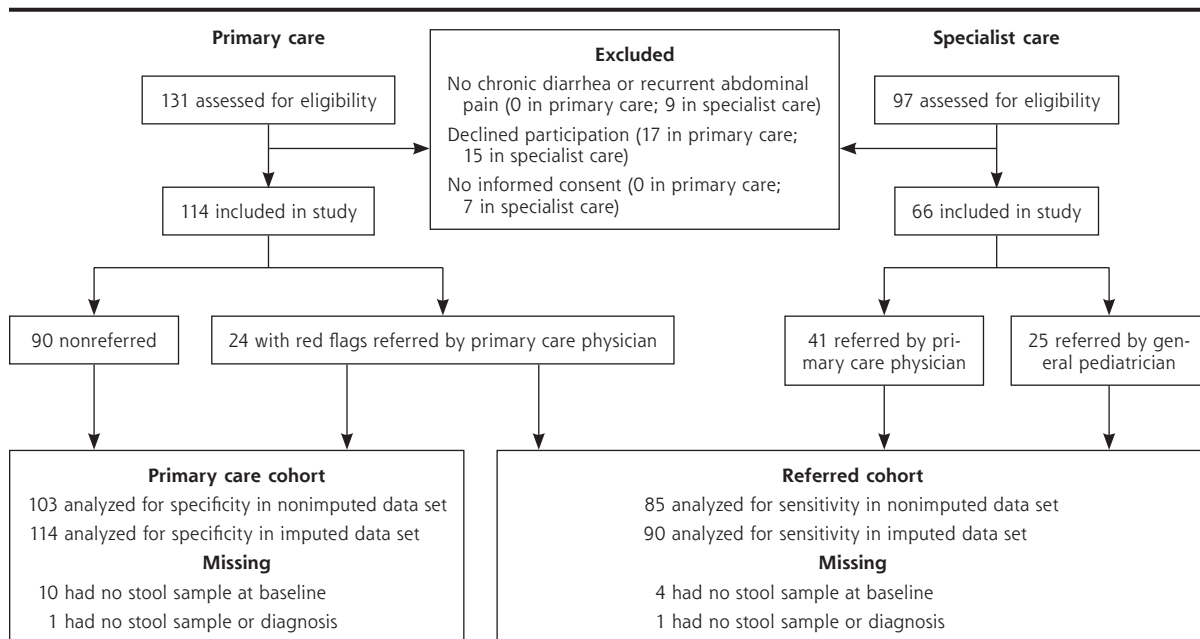 Primary care
131 assessed for eligibility
114 included in study
90 nonreferred
24 with red flags referred by primary care physician
Excluded
No chronic diarrhea or recurrent abdominal
pain (0 in primary care; 9 in specialist care)
Declined participation (17 in primary care;
15 in specialist care)
No informed consent (0 in primary care;
7 in specialist care)
Specialist care
97 assessed for eligibility
66 included in study
41 referred by pri-
mary care physician
25 referred by gen-
eral pediatrician
Primary care cohort
103 analyzed for specificity in nonimputed data set
114 analyzed for specificity in imputed data set
Missing
10 had no stool sample at baseline
1 had no stool sample or diagnosis
Referred cohort
85 analyzed for sensitivity in nonimputed data set
90 analyzed for sensitivity in imputed data set
Missing
4 had no stool sample at baseline
1 had no stool sample or diagnosis